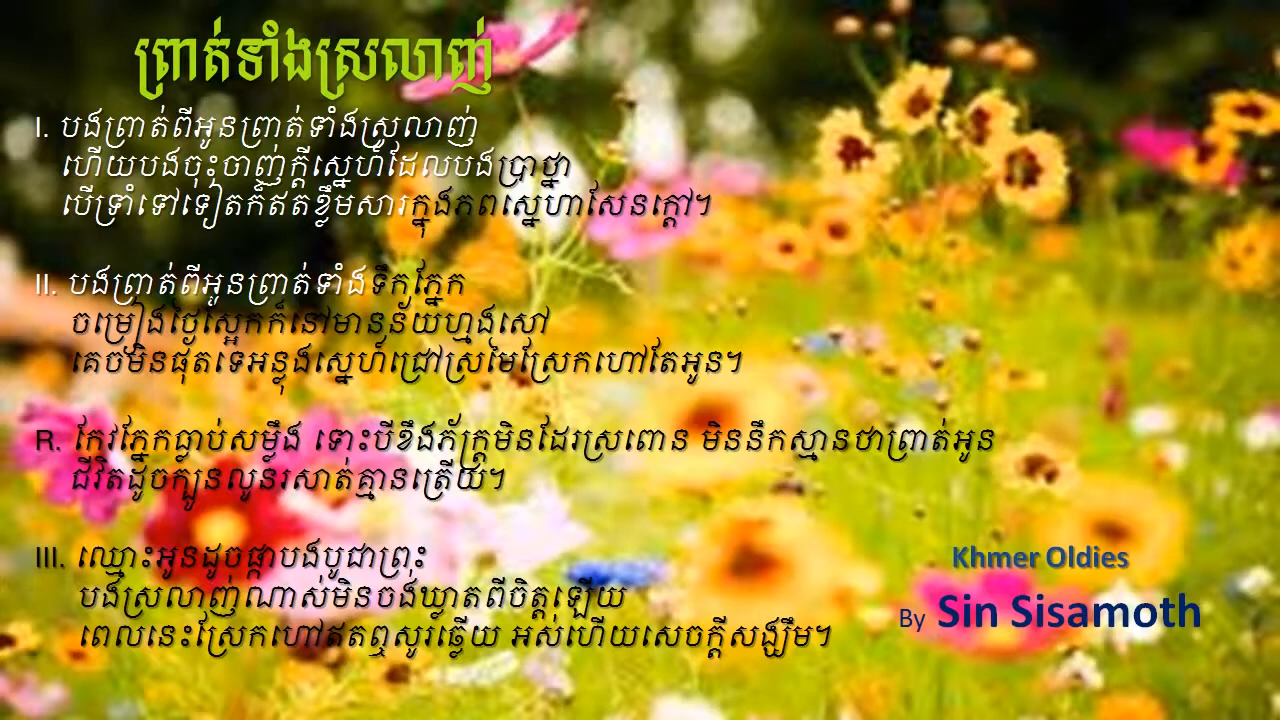 ព្រាត់ទាំងស្រលាញ់
I. បងព្រាត់ពីអូនព្រាត់ទាំងស្រលាញ់
ហើយបងចុះចាញ់ក្តីស្នេហ៍ដែលបងប្រាថ្នា
បើទ្រាំទៅទៀតក៏ឥតខ្លឹមសារក្នុងភពស្នេហាសែនក្តៅ។
II. បងព្រាត់ពីអូនព្រាត់ទាំងទឹកភ្នែក
ចម្រៀងថ្ងៃស្អែកក៏នៅមានន័យហ្មងសៅ
គេចមិនផុតទេអន្លុងស្នេហ៍ជ្រៅស្រមៃស្រែកហៅតែអូន។
R. កែវភ្នែកធ្លាប់សម្លឹង ទោះបីខឹងភ័ក្ត្រមិនដែរស្រពោន មិននឹកស្មានថាព្រាត់អូន
ជីវិតដូចក្បូនលូនរសាត់គ្មានត្រើយ។
III. ឈ្មោះអូនដូចផ្កាបងបូជាព្រះ
បងស្រលាញ់ណាស់មិនចង់ឃ្លាតពីចិត្តឡើយ
ពេលនេះស្រែកហៅឥតឮសូរឆ្លើយ អស់ហើយសេចក្តីសង្ឃឹម។
Khmer Oldies
By Sin Sisamoth